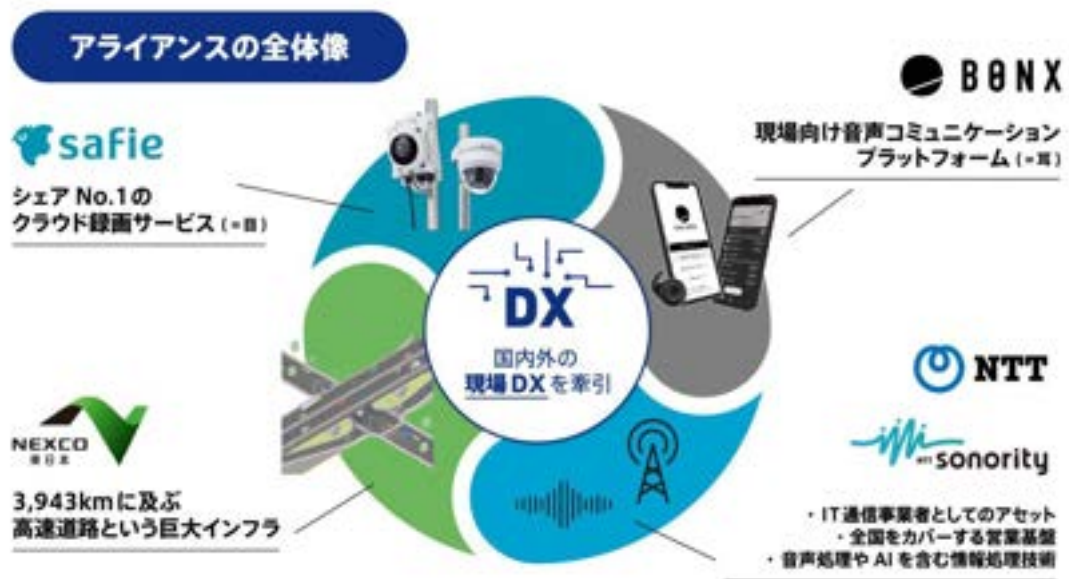 アライアンスの全体像
safie
シェア No.1の
クラウド録画サービス (=目)
BONX
現場向け音声コミュニケーション
プラットフォーム (=耳)
DX
国内外の
現場DXを牽引
NEXCO
東日本
3,943kmに及ぶ
高速道路という巨大インフラ
NTT
NTT sonority
・IT通信事業者としてのアセット
・全国をカバーする営業基盤
・音声処理やAIを含む情報処理技術